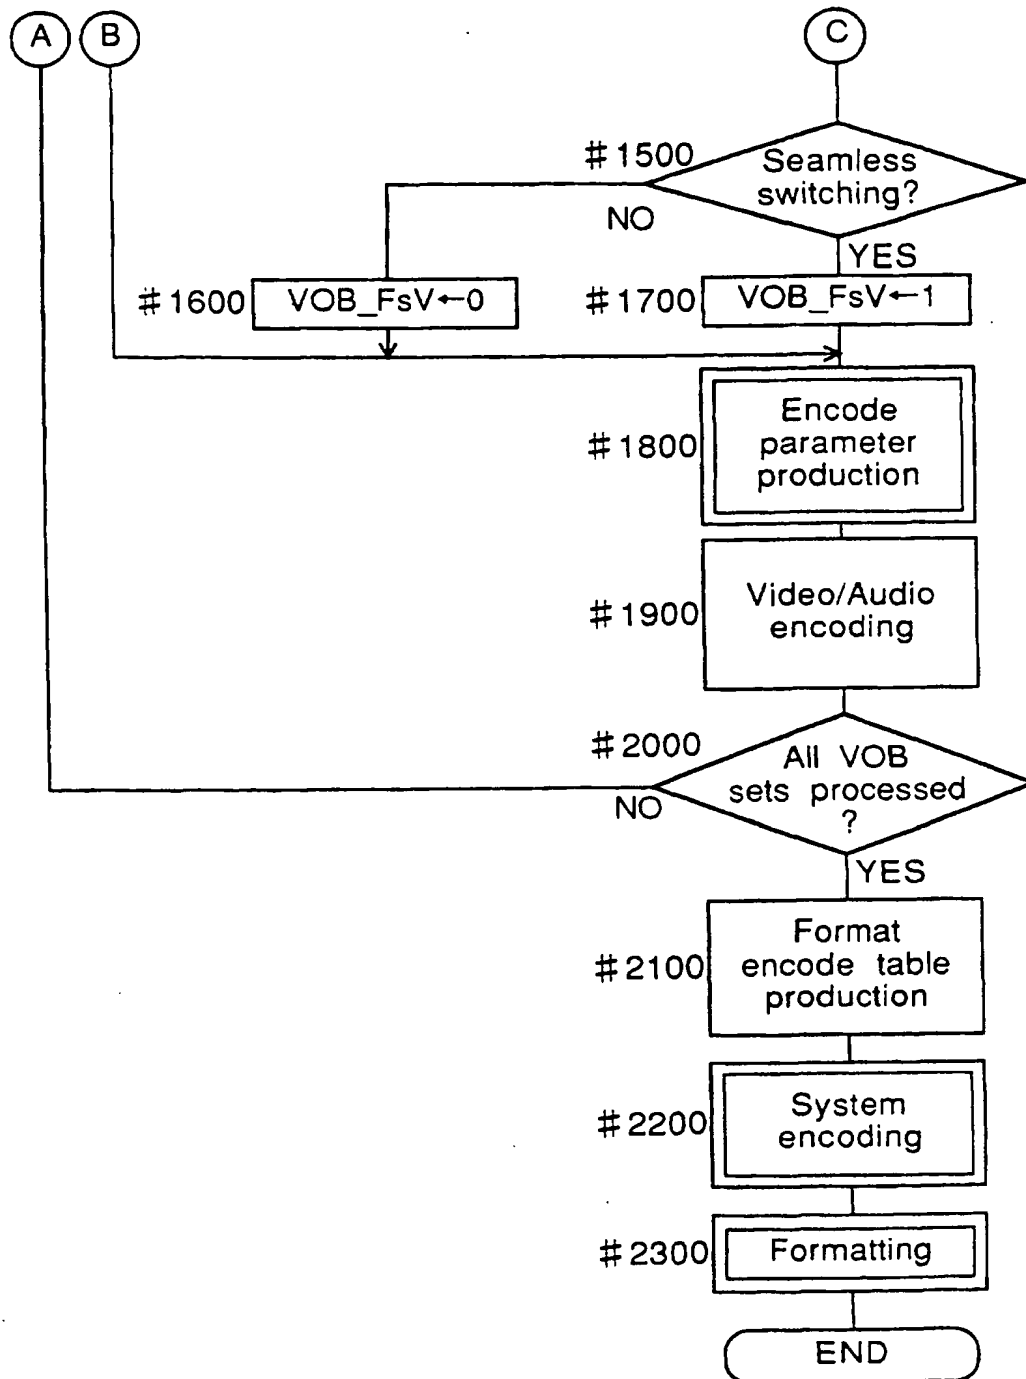 A
B
C
#1500
Seamless
switching?
NO
YES
#1600
VOB_FsV←0
#1700
VOB_FsV←1
#1800
Encode
parameter
production
#1900
Video/Audio
encoding
#2000
All VOB
sets processed
?
NO
YES
#2100
Format
encode table
production
#2200
System
encoding
#2300
Formatting
END